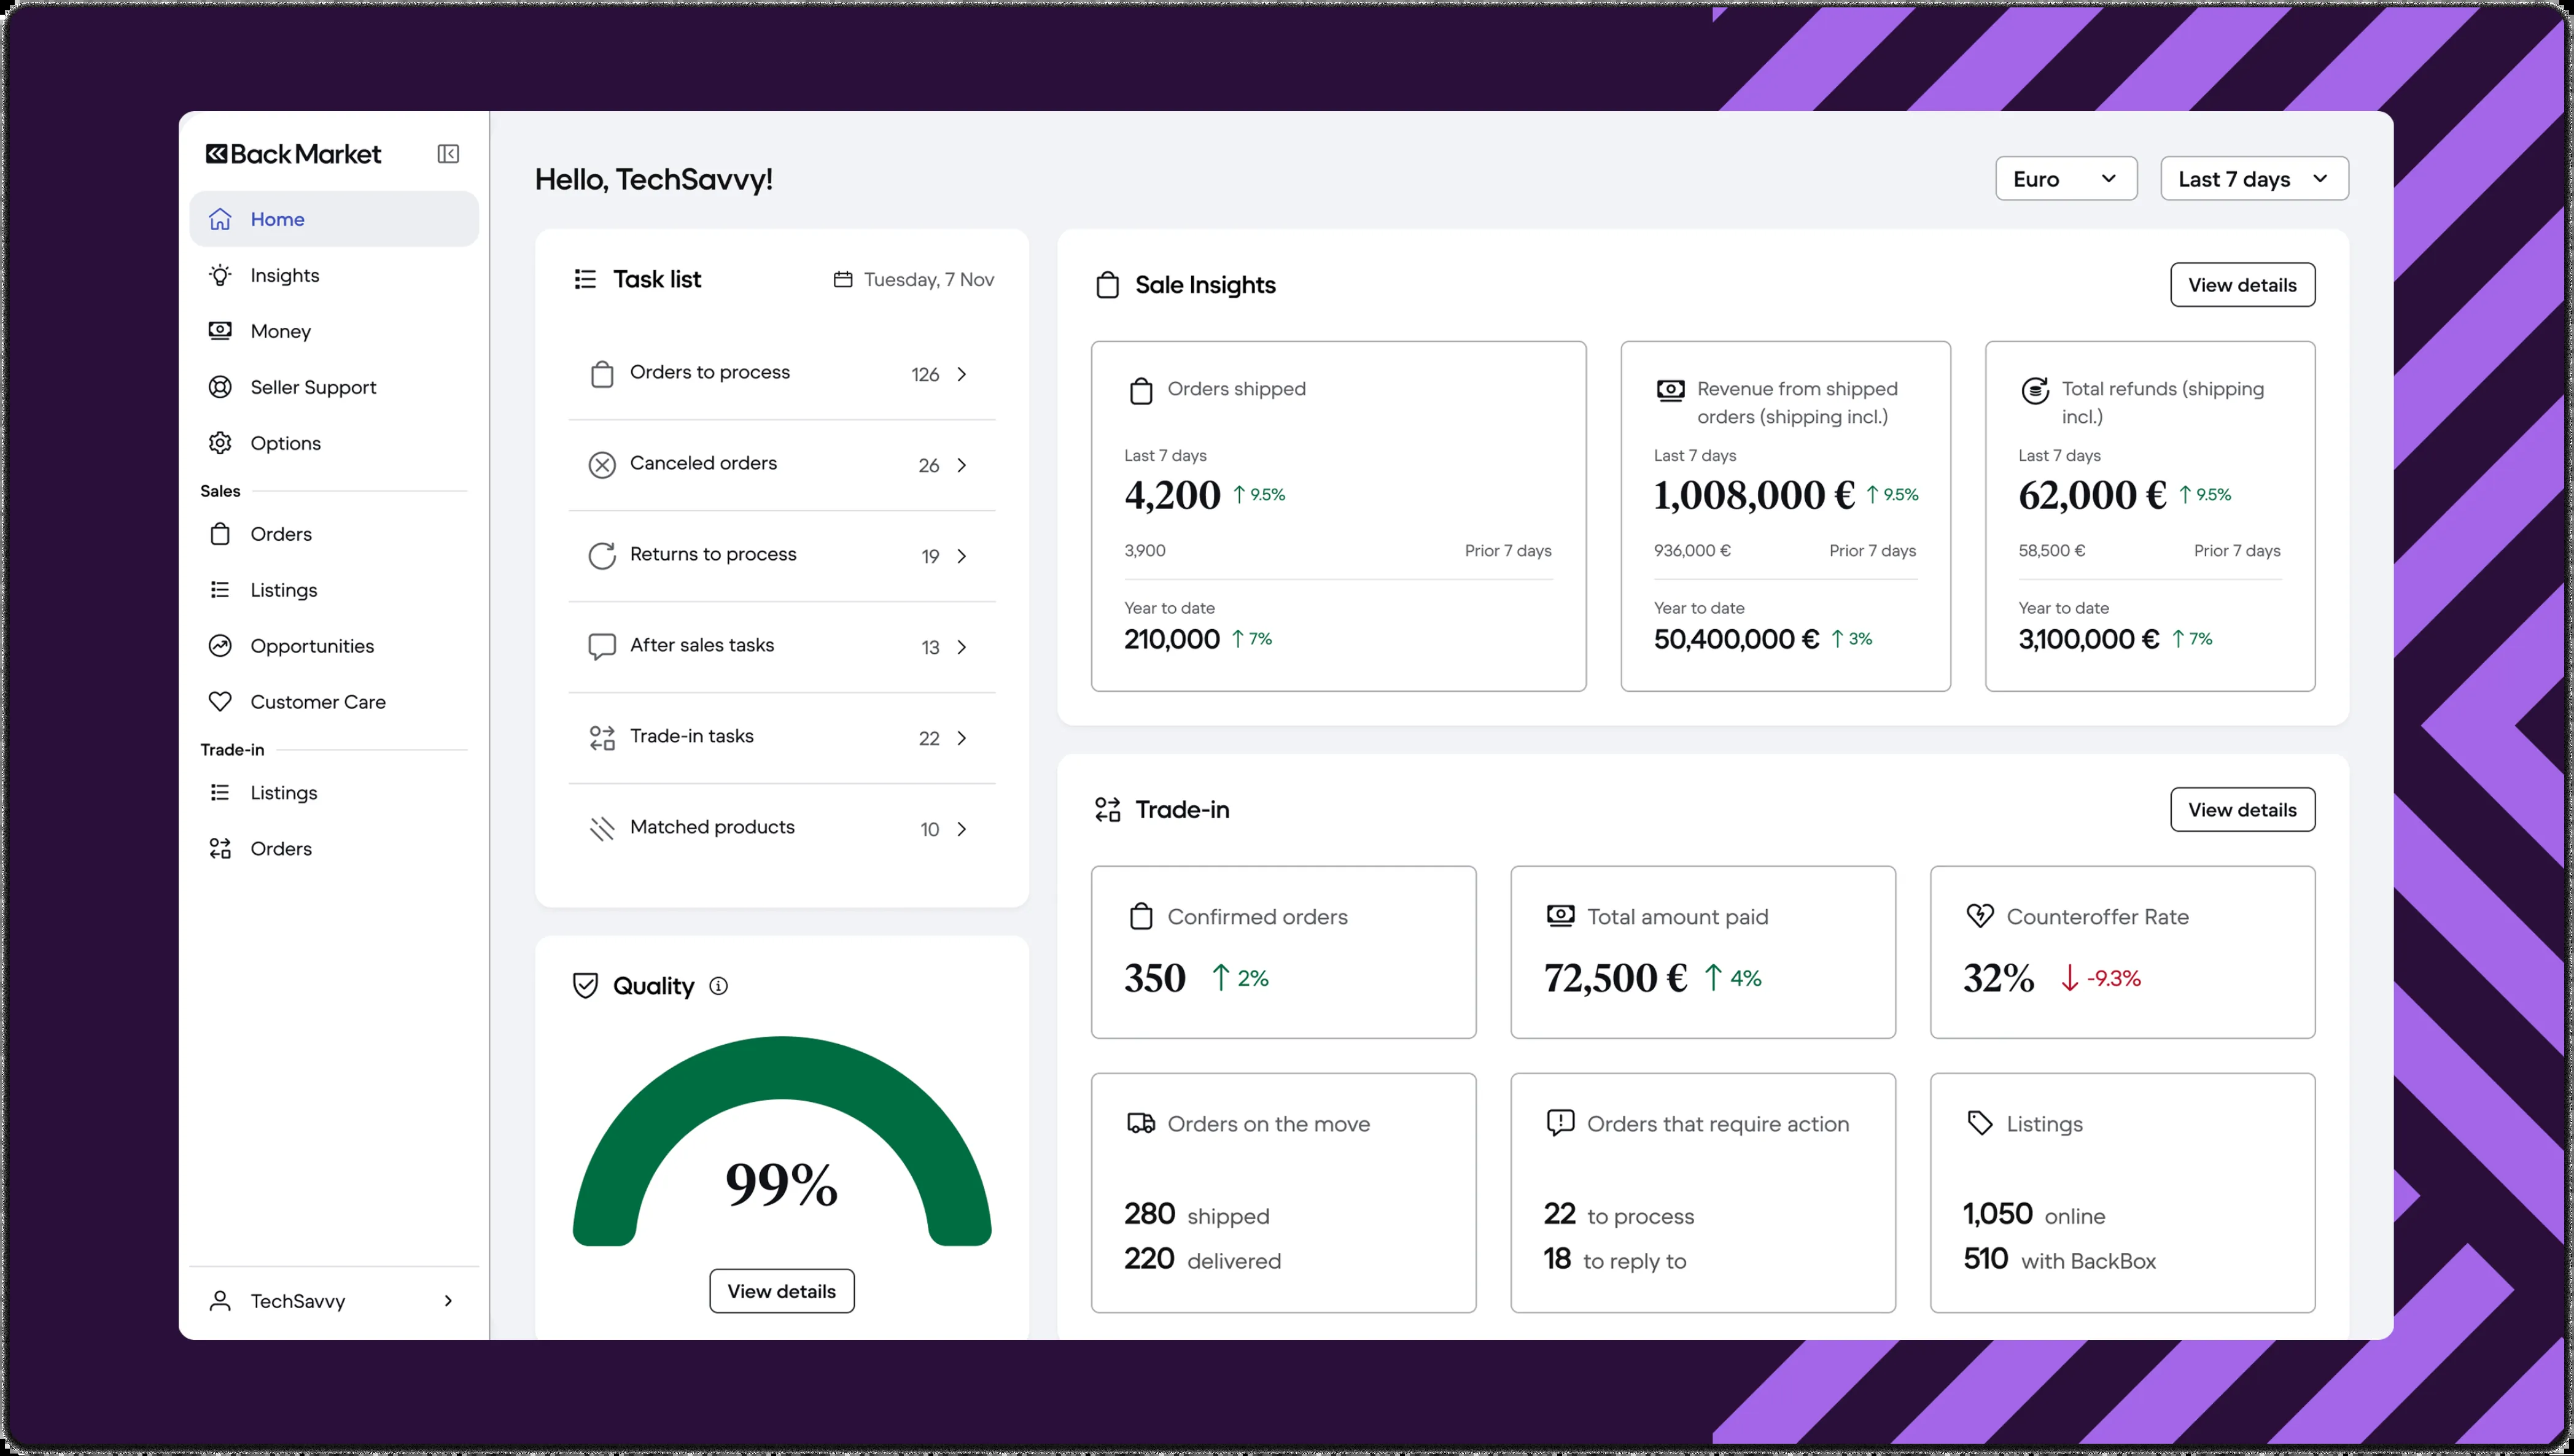 Back Market
Home
Insights
Money
Seller Support
Options
Sales
Orders
Listings
Opportunities
Customer Care
Trade-in
Listings
Orders
TechSavvy
Hello, TechSavvy!
Euro
Last 7 days
Task list
Tuesday, 7 Nov
Orders to process 126
Canceled orders 26
Returns to process 19
After sales tasks 13
Trade-in tasks 22
Matched products 10
Quality
99%
View details
Sale Insights
View details
Orders shipped
Last 7 days
4,200 ↑ 9.5%
3,900 Prior 7 days
Year to date
210,000 ↑ 7%
Revenue from shipped
orders (shipping incl.)
Last 7 days
1,008,000 € ↑ 9.5%
936,000 € Prior 7 days
Year to date
50,400,000 € ↑ 3%
Total refunds (shipping
incl.)
Last 7 days
62,000 € ↑ 9.5%
58,500 € Prior 7 days
Year to date
3,100,000 € ↑ 7%
Trade-in
View details
Confirmed orders
350 ↑ 2%
Total amount paid
72,500 € ↑ 4%
Counteroffer Rate
32% ↓ -9.3%
Orders on the move
280 shipped
220 delivered
Orders that require action
22 to process
18 to reply to
Listings
1,050 online
510 with BackBox